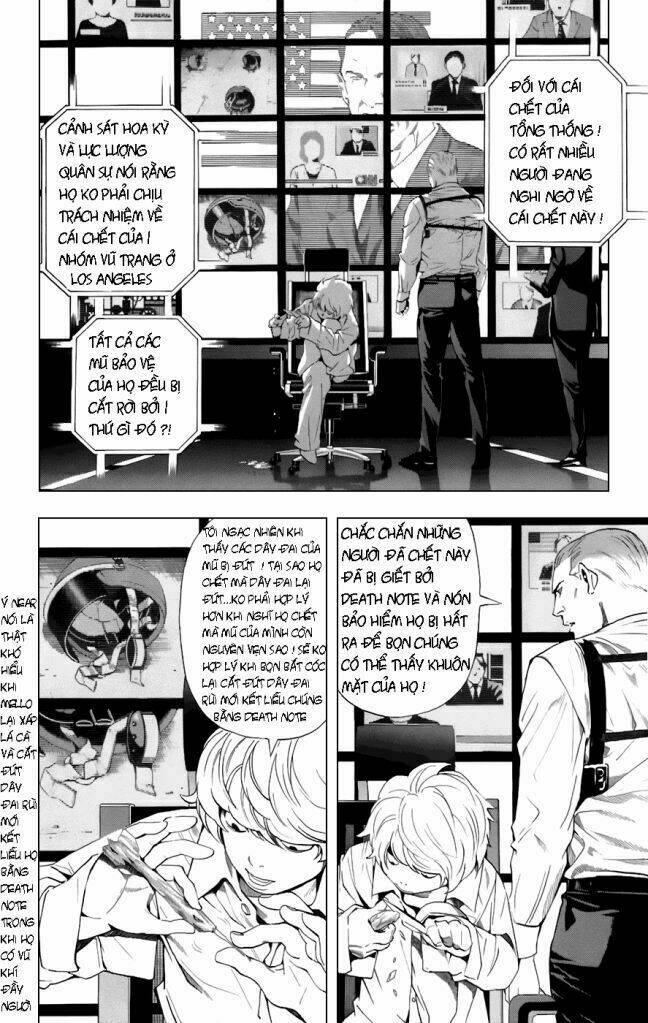 ĐỐI VỚI CÁI
CHẾT CỦA
TỔNG THỐNG !
CÓ RẤT NHIỀU
NGƯỜI ĐANG
NGHI NGỜ VỀ
CÁI CHẾT NÀY !
CẢNH SÁT HOA KỲ
VÀ LỰC LƯỢNG
QUÂN SỰ NÓI RẰNG
HỌ KO PHẢI CHỊU
TRÁCH NHIỆM VỀ
CÁI CHẾT CỦA 1
NHÓM VŨ TRANG Ở
LOS ANGELES
CNN
TẤT CẢ CÁC
MŨ BẢO VỆ
CỦA HỌ ĐỀU BỊ
CẮT RỜI BỞI 1
THỨ GÌ ĐÓ ?!
CHẮC CHẮN NHỮNG
NGƯỜI ĐÃ CHẾT NÀY
ĐÃ BỊ GIẾT BỞI
DEATH NOTE VÀ NÓN
BẢO HIỂM HỌ BỊ HẤT
RA ĐỂ BỌN CHÚNG
CÓ THỂ THẤY KHUÔN
MẶT CỦA HỌ !
TÔI NGẠC NHIÊN KHI
THẤY CÁC DÂY ĐAI CỦA
MŨ BỊ ĐỨT ! TẠI SAO HỌ
CHẾT MÀ DÂY ĐAI LẠI
ĐỨT...KO PHẢI HỢP LÝ
HƠN KHI NGHĨ HỌ CHẾT
MÀ MŨ CỦA MÌNH CÒN
NGUYÊN VẸN SAO ! SẼ KO
HỢP LÝ KHI BỌN BẮT CÓC
LẠI CẮT ĐỨT DÂY ĐAI
RÙI MỚI KẾT LIỄU CHÚNG
BẰNG DEATH NOTE
Ý NEAR
NÓI LÀ
THẬT
KHÓ
HIỂU
KHI
MELLO
LẠI XÁP
LÁ CÀ
VÀ CẮT
ĐỨT
DÂY
ĐAI RÙI
MỚI
KẾT
LIỄU HỌ
BẰNG
DEATH
NOTE
TRONG
KHI HỌ
CÓ VŨ
KHÍ
ĐẦY
NGƯỜI